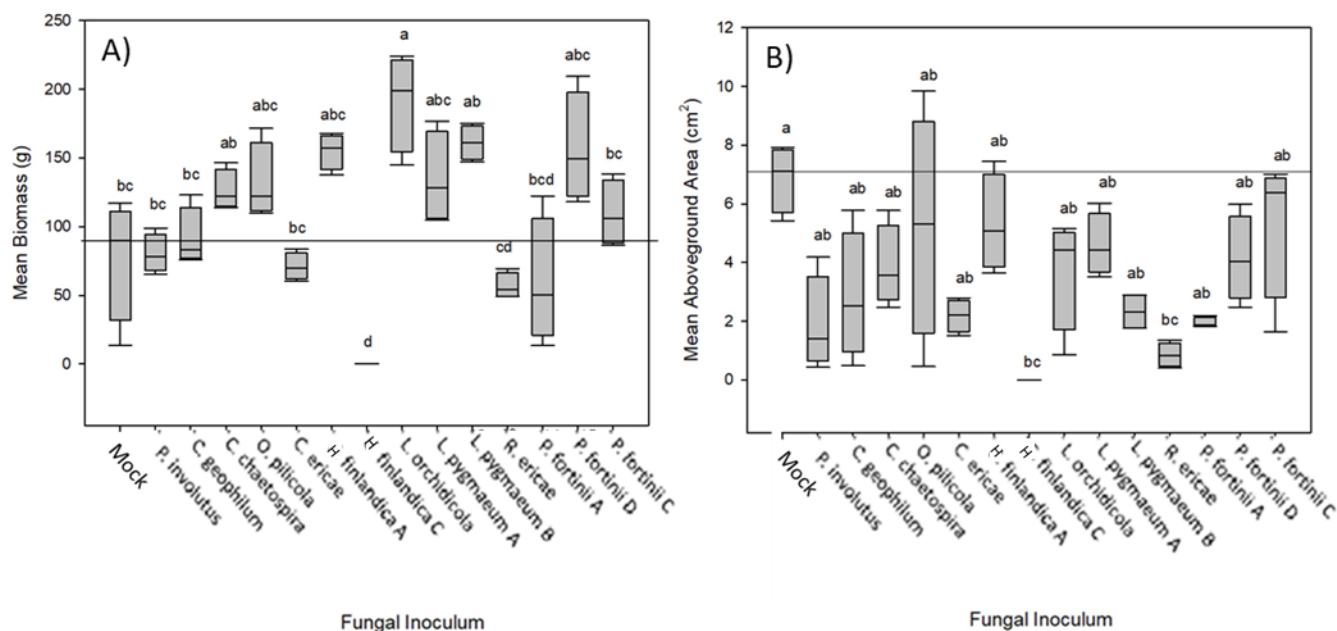 A)
Mean Biomass (g)
250
200
150
100
50
0
bc
bc
bc
ab
abc
bc
abc
d
a
abc
ab
cd
bcd
abc
bc
Mock
P. involutus
C. geophilum
C. chaetospira
O. pilicola
C. ericae
H. finlandica A
H. finlandica C
L. orchidicola
L. pygmaeum A
L. pygmaeum B
R. ericae
P. fortinii A
P. fortinii D
P. fortinii C
Fungal Inoculum
B)
Mean Aboveground Area (cm²)
12
10
8
6
4
2
0
a
ab
ab
ab
ab
ab
ab
bc
ab
ab
ab
bc
ab
ab
ab
Mock
P. involutus
C. geophilum
C. chaetospira
O. pilicola
C. ericae
H. finlandica A
H. finlandica C
L. orchidicola
L. pygmaeum A
L. pygmaeum B
R. ericae
P. fortinii A
P. fortinii D
P. fortinii C
Fungal Inoculum